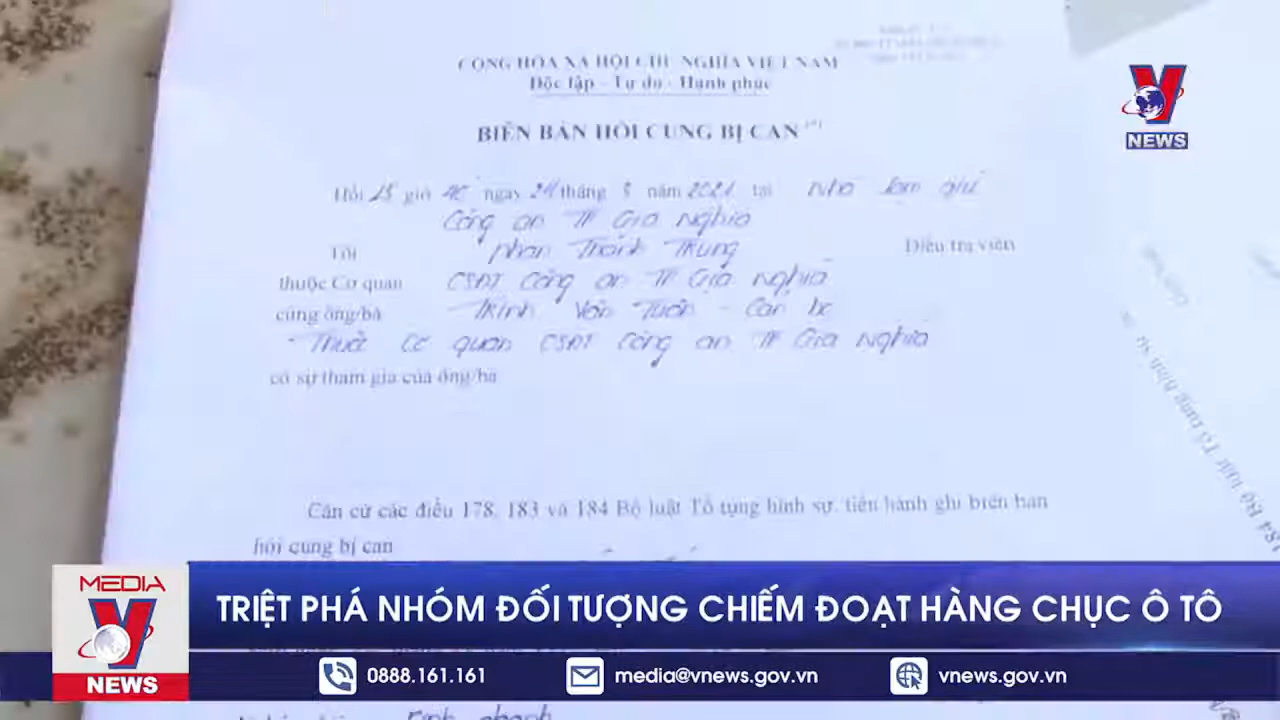 CỘNG HÒA XÃ HỘI CHỦ NGHĨA VIỆT NAM
Độc lập - Tự do - Hạnh phúc
BIÊN BẢN HỎI CUNG BỊ CAN
V
NEWS
Hồi 15 giờ 40 ngày 24 tháng 5 năm 2021 tại Nhà tạm giữ
Công an TP Gia Nghĩa
Tôi Phan Thành Trung Điều tra viên
thuộc Cơ quan CSĐT Công an TP Gia Nghĩa
cùng ông/bà Trịnh Văn Tuân - Cán bộ
- Thuộc Cơ quan CSĐT Công an TP Gia Nghĩa
có sự tham gia của ông/bà
Căn cứ các điều 178, 183 và 184 Bộ luật Tố tụng hình sự, tiến hành ghi biên bản
hỏi cung bị can
MEDIA
V
NEWS
TRIỆT PHÁ NHÓM ĐỐI TƯỢNG CHIẾM ĐOẠT HÀNG CHỤC Ô TÔ
0888.161.161 media@vnews.gov.vn vnews.gov.vn